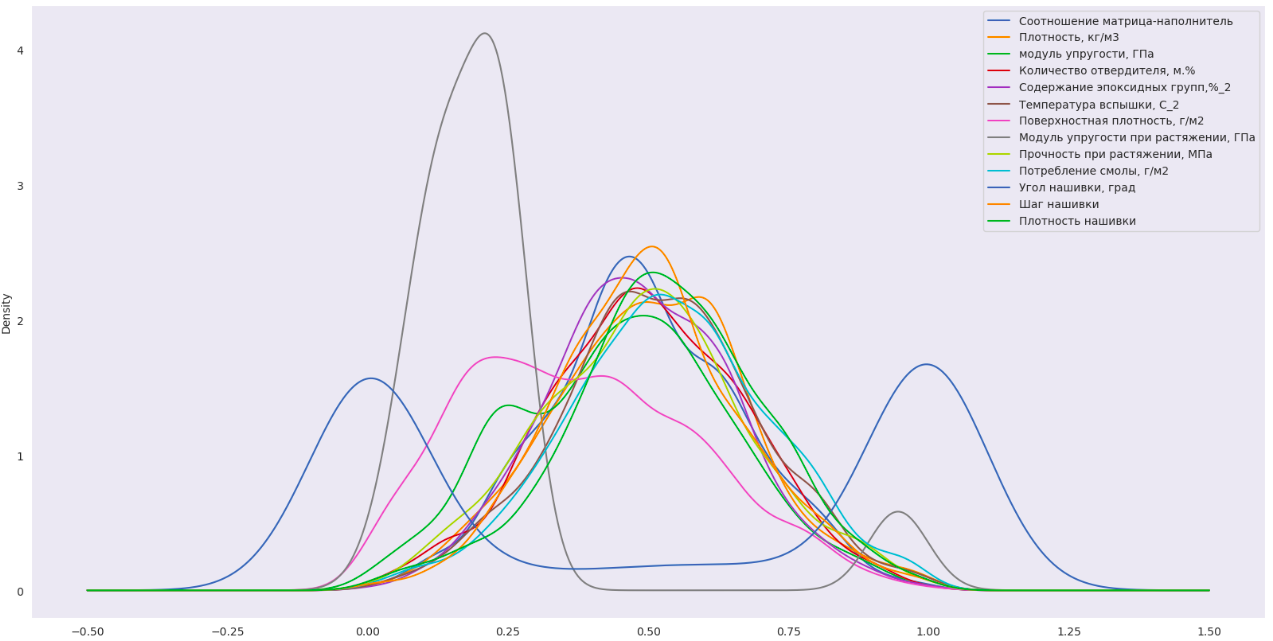 Соотношение матрица-наполнитель
Плотность, кг/м3
модуль упругости, ГПа
Количество отвердителя, м.%
Содержание эпоксидных групп,%_2
Температура вспышки, С_2
Поверхностная плотность, г/м2
Модуль упругости при растяжении, ГПа
Прочность при растяжении, МПа
Потребление смолы, г/м2
Угол нашивки, град
Шаг нашивки
Плотность нашивки
Density
4
3
2
1
0
−0.50 −0.25 0.00 0.25 0.50 0.75 1.00 1.25 1.50